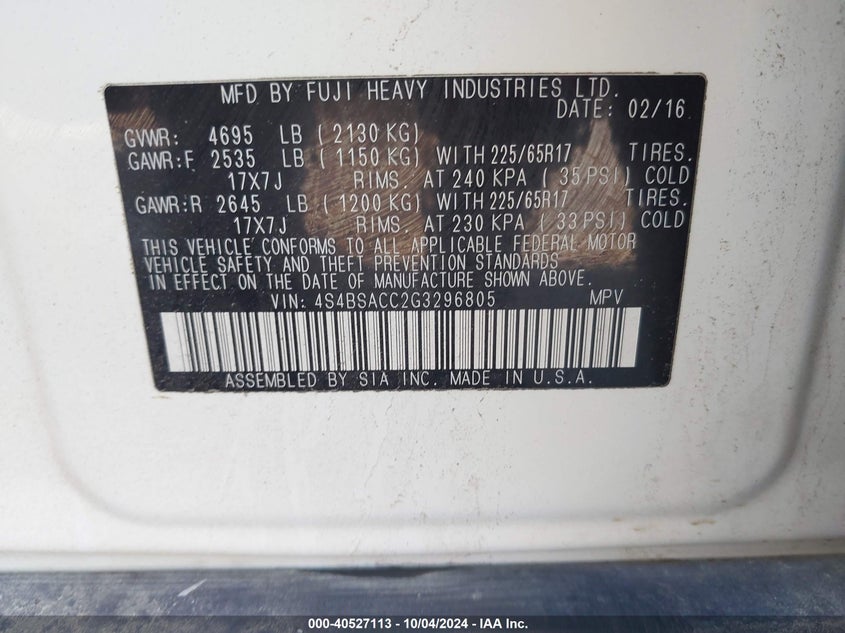 MFD BY FUJI HEAVY INDUSTRIES LTD.
DATE: 02/16
GVWR: 4695 LB ( 2130 KG)
GAWR:F 2535 LB ( 1150 KG) WITH 225/65R17 TIRES.
17X7J RIMS. AT 240 KPA ( 35 PSI) COLD
GAWR:R 2645 LB ( 1200 KG) WITH 225/65R17 TIRES.
17X7J RIMS. AT 230 KPA ( 33 PSI) COLD
THIS VEHICLE CONFORMS TO ALL APPLICABLE FEDERAL MOTOR
VEHICLE SAFETY AND THEFT PREVENTION STANDARDS
IN EFFECT ON THE DATE OF MANUFACTURE SHOWN ABOVE.
VIN: 4S4BSACC2G3296805 MPV
ASSEMBLED BY SIA INC. MADE IN U.S.A.
000-40527113 - 10/04/2024 - IAA Inc.